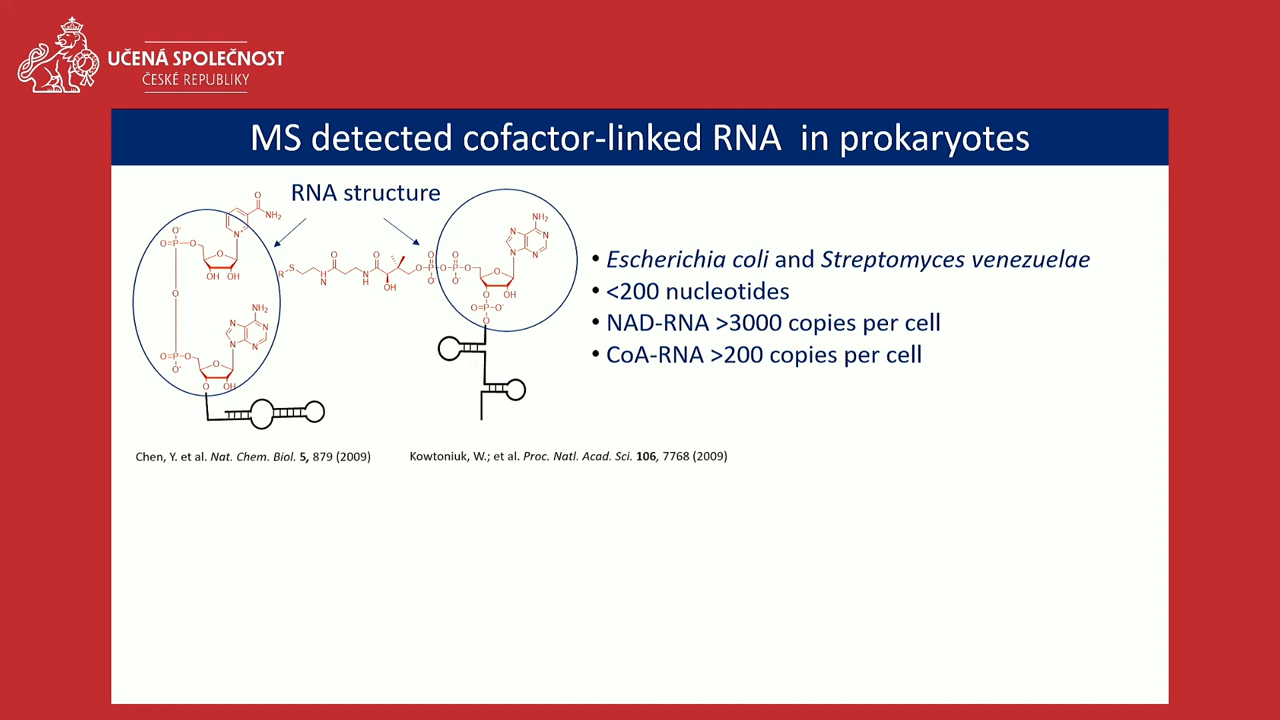 UČENÁ SPOLEČNOST
ČESKÉ REPUBLIKY
MS detected cofactor-linked RNA in prokaryotes
RNA structure
• Escherichia coli and Streptomyces venezuelae
• <200 nucleotides
• NAD-RNA >3000 copies per cell
• CoA-RNA >200 copies per cell
Chen, Y. et al. Nat. Chem. Biol. 5, 879 (2009)
Kowtoniuk, W.; et al. Proc. Natl. Acad. Sci. 106, 7768 (2009)